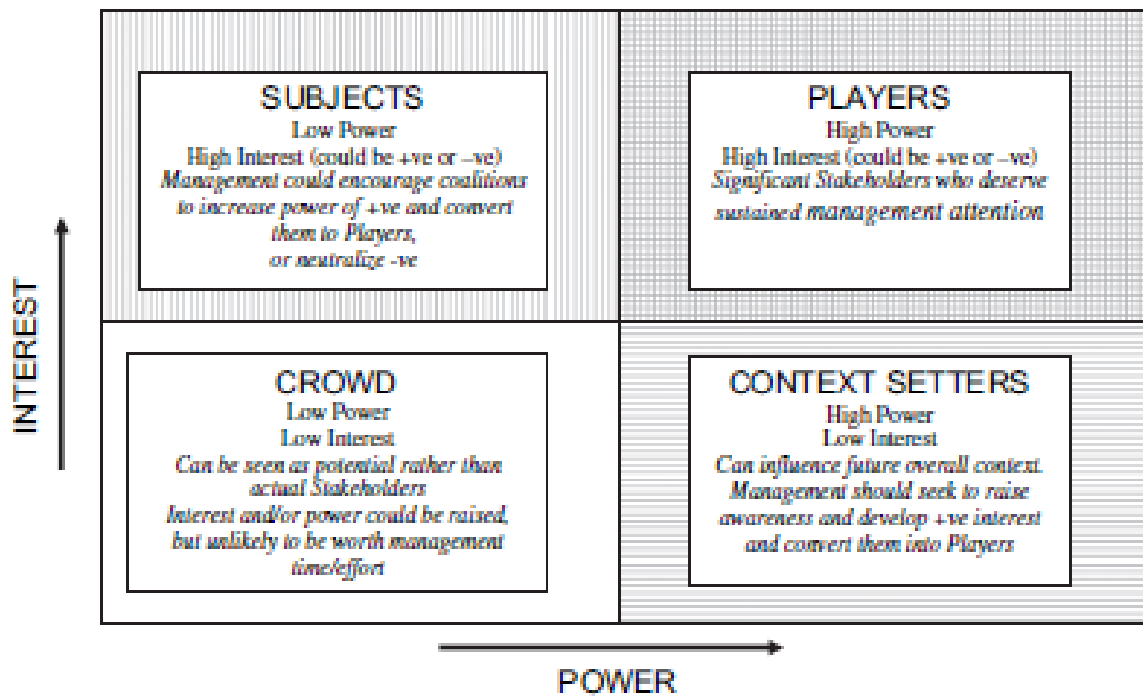 SUBJECTS
Low Power
High Interest (could be +ve or –ve)
Management could encourage coalitions
to increase power of +ve and convert
them to Players,
or neutralize -ve
PLAYERS
High Power
High Interest (could be +ve or –ve)
Significant Stakeholders who deserve
sustained management attention
CROWD
Low Power
Low Interest
Can be seen as potential rather than
actual Stakeholders
Interest and/or power could be raised,
but unlikely to be worth management
time/effort
CONTEXT SETTERS
High Power
Low Interest
Can influence future overall context.
Management should seek to raise
awareness and develop +ve interest
and convert them into Players
INTEREST
POWER